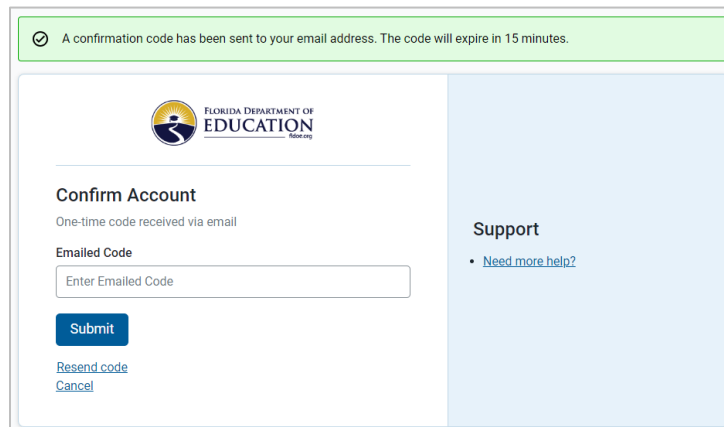 A confirmation code has been sent to your email address. The code will expire in 15 minutes.
FLORIDA DEPARTMENT OF
EDUCATION
fldoe.org
Confirm Account
One-time code received via email
Emailed Code
Enter Emailed Code
Submit
Resend code
Cancel
Support
Need more help?